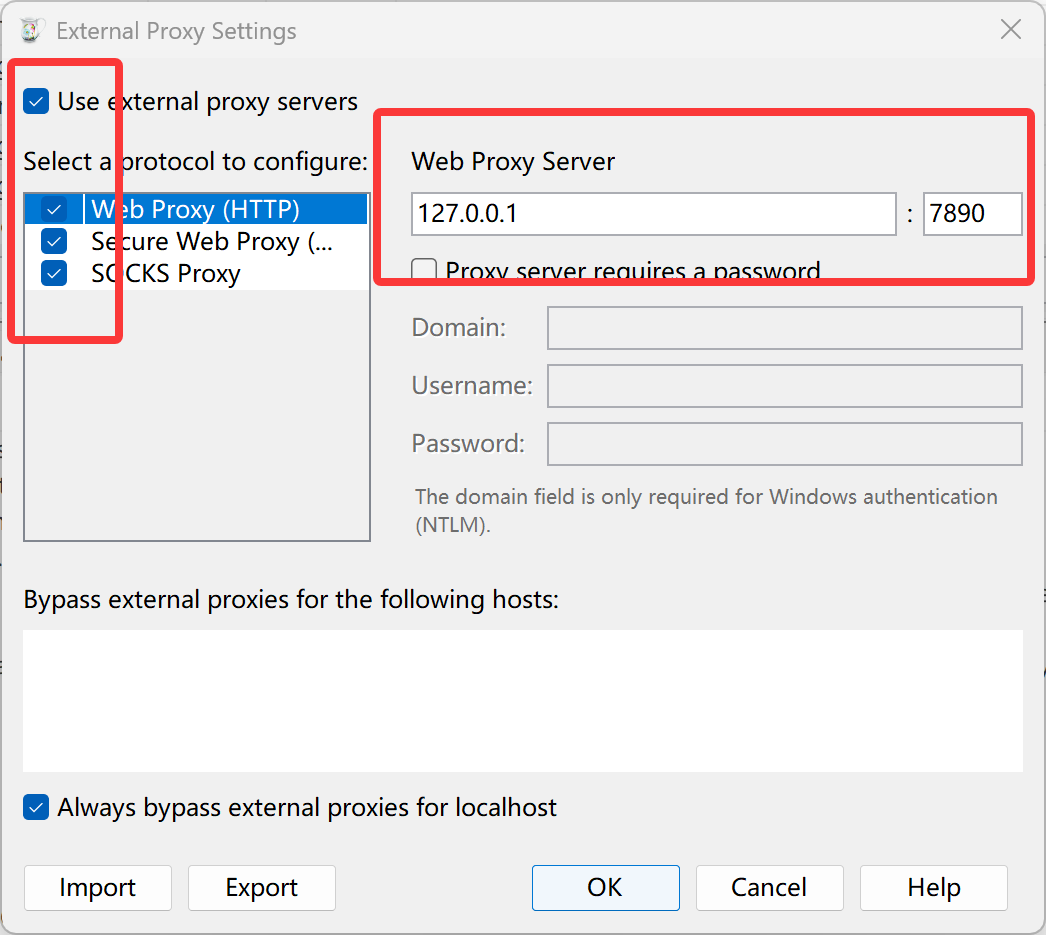 External Proxy Settings
Use external proxy servers
Select a protocol to configure:
Web Proxy (HTTP)
Secure Web Proxy (...
SOCKS Proxy
Web Proxy Server
127.0.0.1 : 7890
Proxy server requires a password
Domain:
Username:
Password:
The domain field is only required for Windows authentication
(NTLM).
Bypass external proxies for the following hosts:
Always bypass external proxies for localhost
Import Export OK Cancel Help